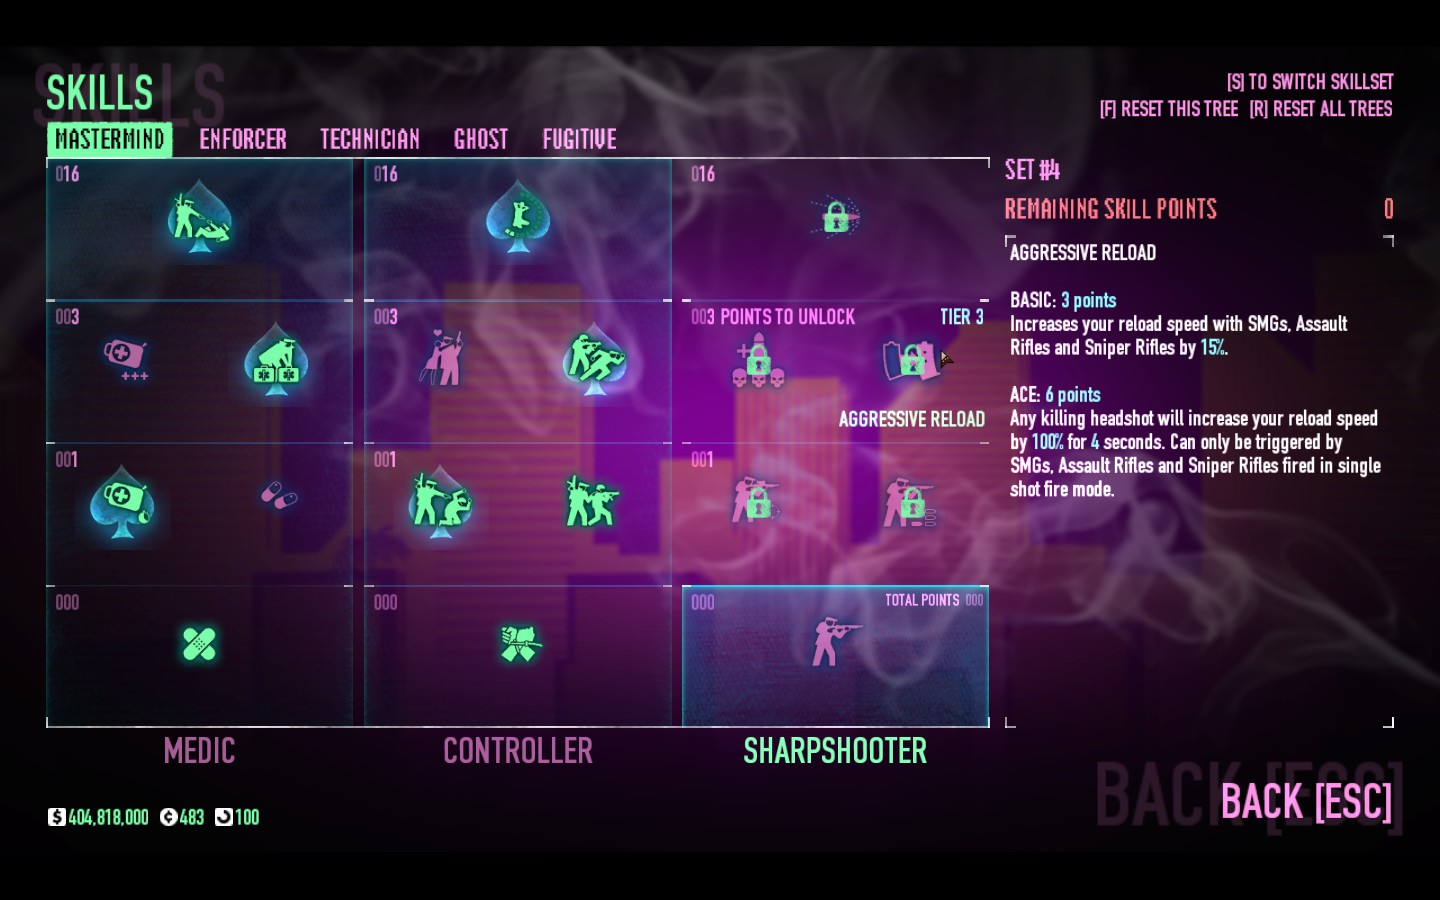 SKILLS
[S] TO SWITCH SKILLSET
[F] RESET THIS TREE [R] RESET ALL TREES
MASTERMIND ENFORCER TECHNICIAN GHOST FUGITIVE
016 016 016
SET #4
REMAINING SKILL POINTS 0
AGGRESSIVE RELOAD
BASIC: 3 points
Increases your reload speed with SMGs, Assault
Rifles and Sniper Rifles by 15%.
ACE: 6 points
Any killing headshot will increase your reload speed
by 100% for 4 seconds. Can only be triggered by
SMGs, Assault Rifles and Sniper Rifles fired in single
shot fire mode.
003 003 003 POINTS TO UNLOCK TIER 3
AGGRESSIVE RELOAD
001 001 001
000 000 000 TOTAL POINTS 000
MEDIC CONTROLLER SHARPSHOOTER
BACK [ESC]
BACK [ESC]
$ 404,818,000 483 100
SKILLS